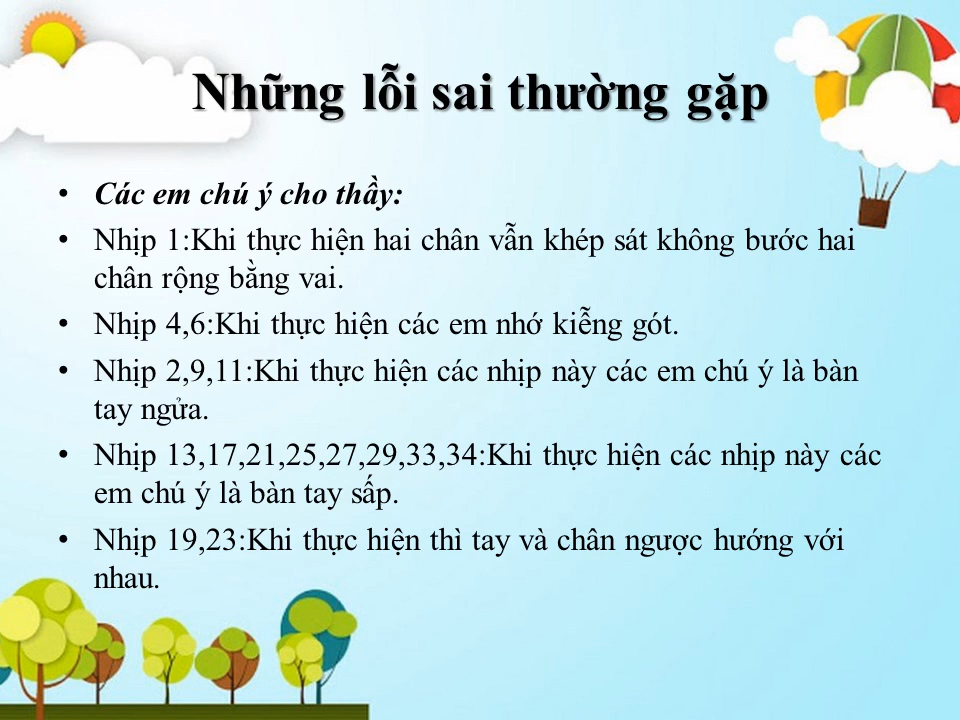 Những lỗi sai thường gặp
• Các em chú ý cho thầy:
• Nhịp 1:Khi thực hiện hai chân vẫn khép sát không bước hai
chân rộng bằng vai.
• Nhịp 4,6:Khi thực hiện các em nhớ kiễng gót.
• Nhịp 2,9,11:Khi thực hiện các nhịp này các em chú ý là bàn
tay ngửa.
• Nhịp 13,17,21,25,27,29,33,34:Khi thực hiện các nhịp này các
em chú ý là bàn tay sấp.
• Nhịp 19,23:Khi thực hiện thì tay và chân ngược hướng với
nhau.